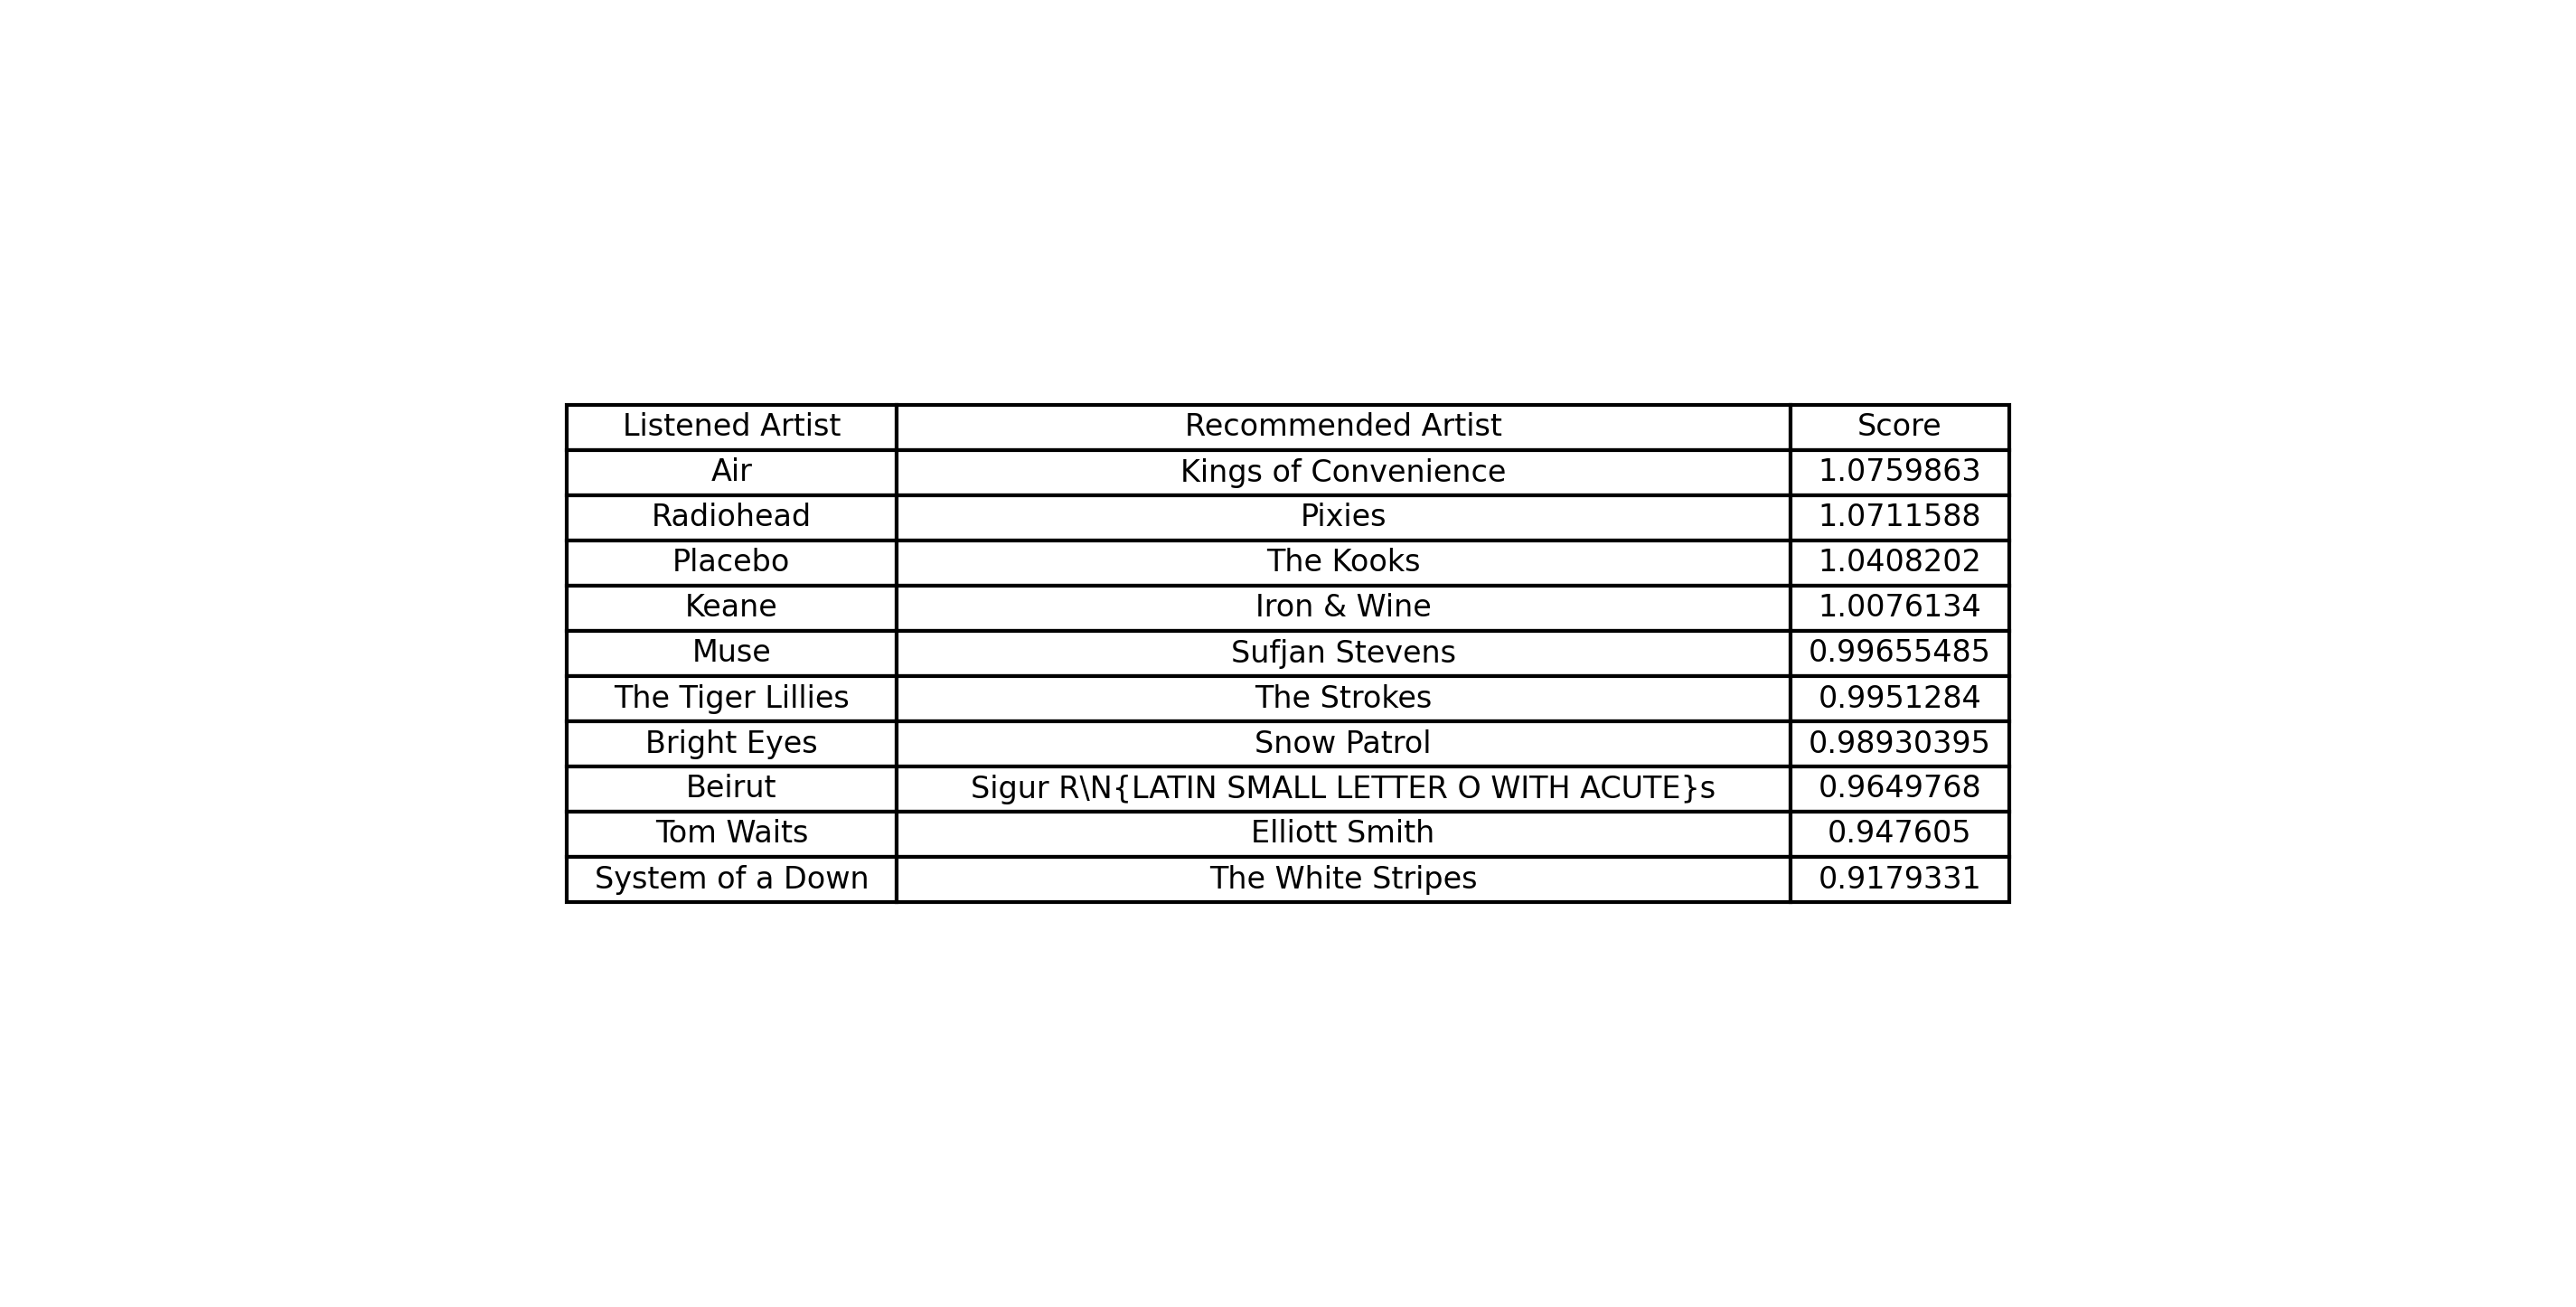 Listened Artist Recommended Artist Score
Air Kings of Convenience 1.0759863
Radiohead Pixies 1.0711588
Placebo The Kooks 1.0408202
Keane Iron & Wine 1.0076134
Muse Sufjan Stevens 0.99655485
The Tiger Lillies The Strokes 0.9951284
Bright Eyes Snow Patrol 0.98930395
Beirut Sigur R\N{LATIN SMALL LETTER O WITH ACUTE}s 0.9649768
Tom Waits Elliott Smith 0.947605
System of a Down The White Stripes 0.9179331